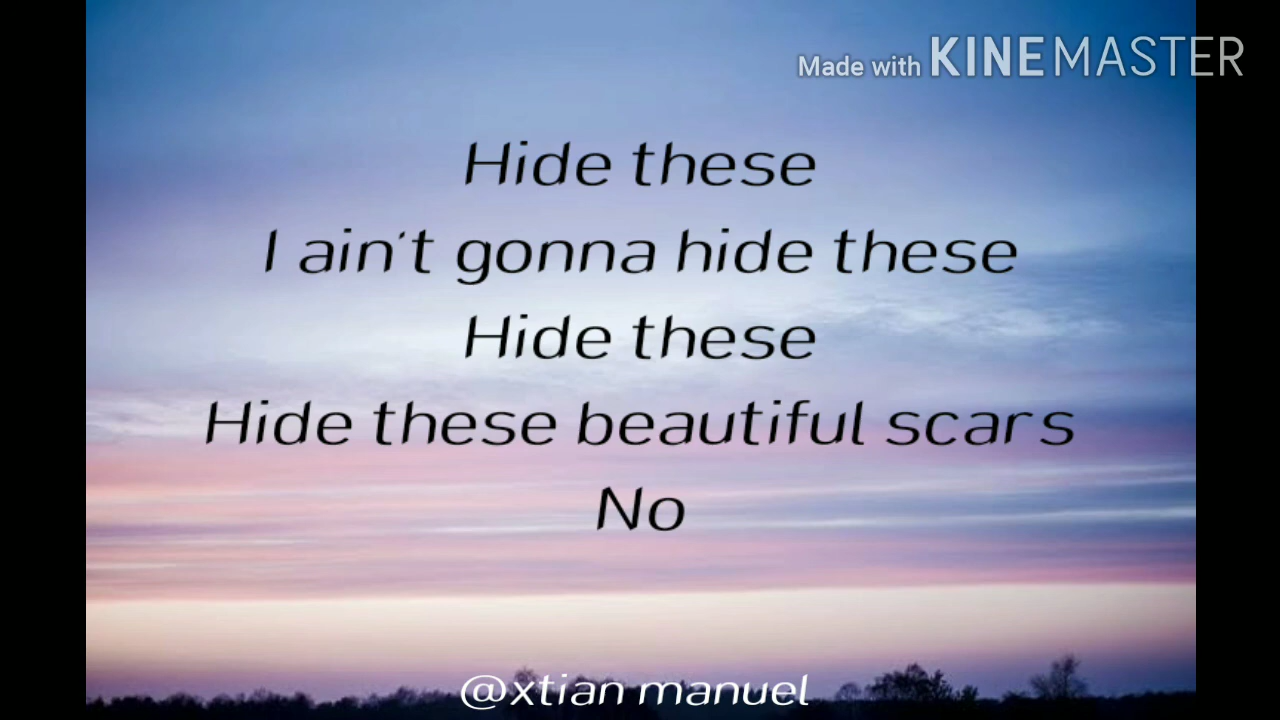 Made with KINEMASTER
Hide these
I ain't gonna hide these
Hide these
Hide these beautiful scars
No
@xtian manuel